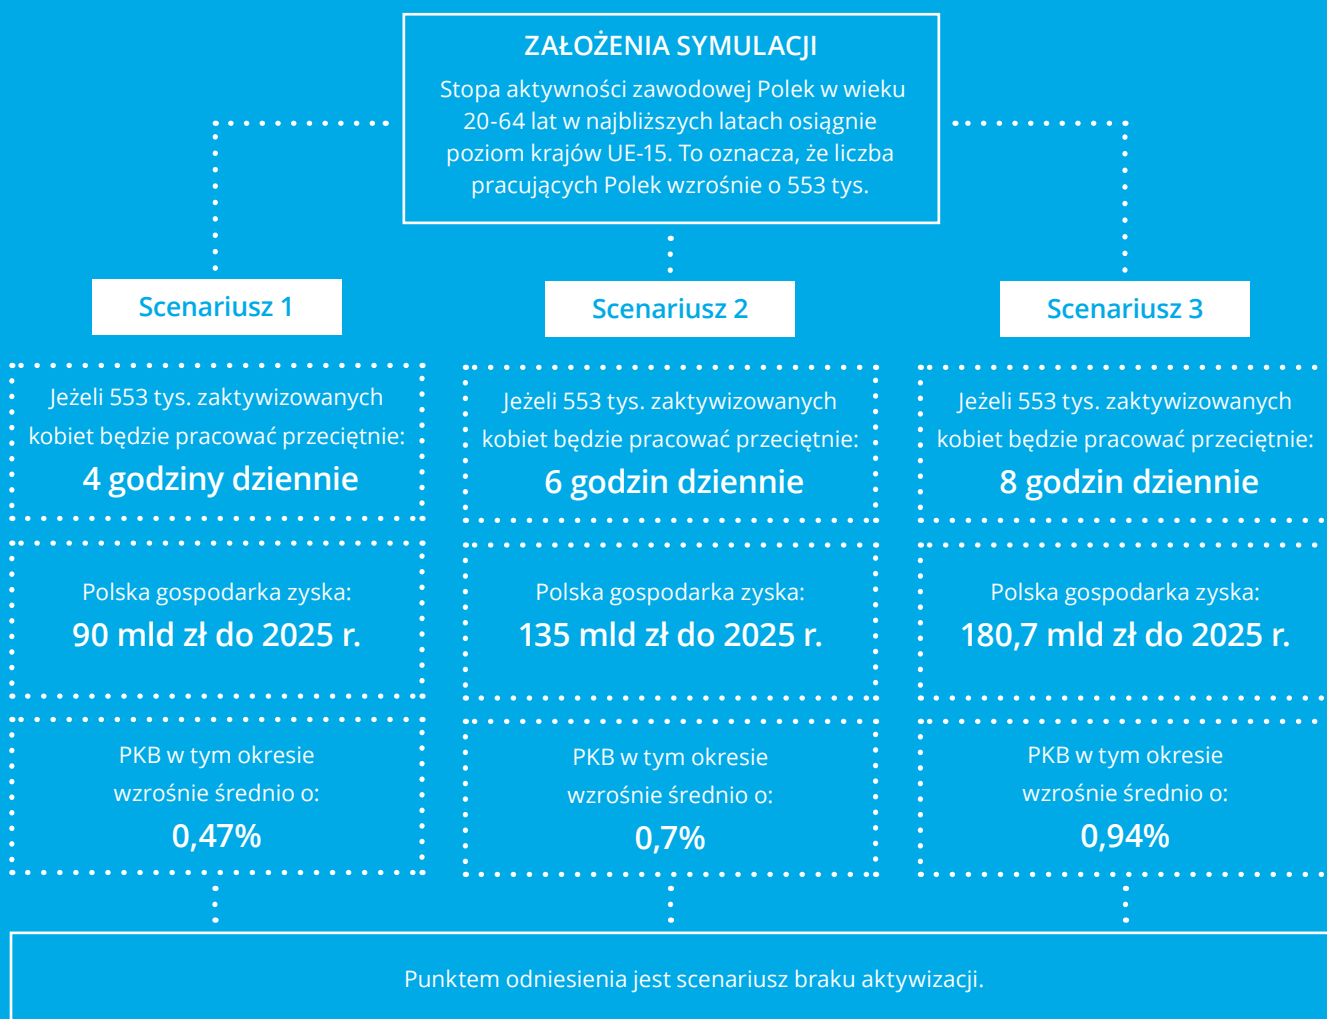 ZAŁOŻENIA SYMULACJI
Stopa aktywności zawodowej Polek w wieku
20-64 lat w najbliższych latach osiągnie
poziom krajów UE-15. To oznacza, że liczba
pracujących Polek wzrośnie o 553 tys.
Scenariusz 1
Jeżeli 553 tys. zaktywizowanych
kobiet będzie pracować przeciętnie:
4 godziny dziennie
Polska gospodarka zyska:
90 mld zł do 2025 r.
PKB w tym okresie
wzrośnie średnio o:
0,47%
Scenariusz 2
Jeżeli 553 tys. zaktywizowanych
kobiet będzie pracować przeciętnie:
6 godzin dziennie
Polska gospodarka zyska:
135 mld zł do 2025 r.
PKB w tym okresie
wzrośnie średnio o:
0,7%
Scenariusz 3
Jeżeli 553 tys. zaktywizowanych
kobiet będzie pracować przeciętnie:
8 godzin dziennie
Polska gospodarka zyska:
180,7 mld zł do 2025 r.
PKB w tym okresie
wzrośnie średnio o:
0,94%
Punktem odniesienia jest scenariusz braku aktywizacji.